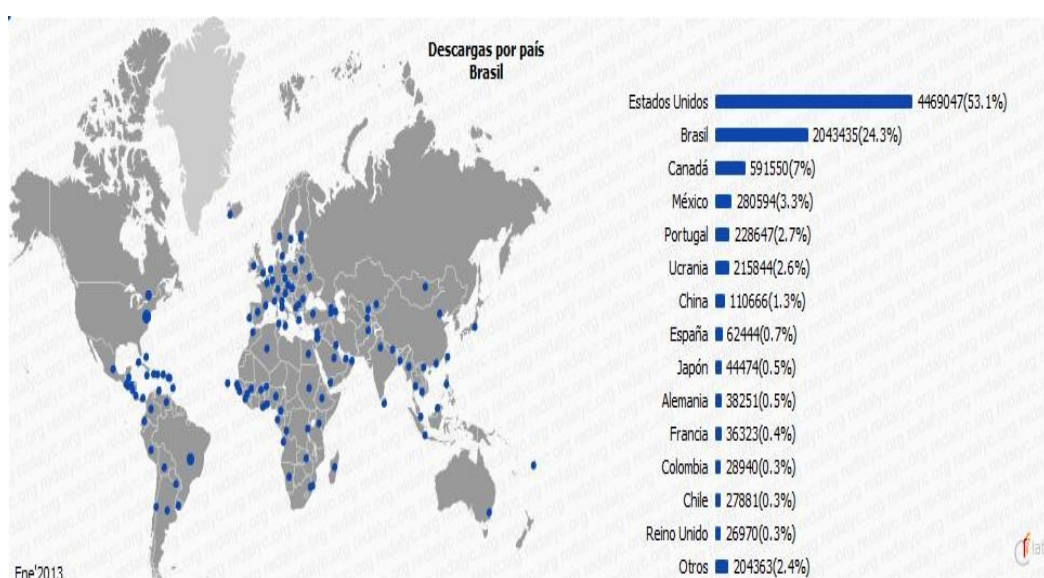 Descargas por país
Brasil
Estados Unidos 4469047(53.1%)
Brasil 2043435(24.3%)
Canadá 591550(7%)
México 280594(3.3%)
Portugal 228647(2.7%)
Ucrania 215844(2.6%)
China 110666(1.3%)
España 62444(0.7%)
Japón 44474(0.5%)
Alemania 38251(0.5%)
Francia 36323(0.4%)
Colombia 28940(0.3%)
Chile 27881(0.3%)
Reino Unido 26970(0.3%)
Otros 204363(2.4%)
Ene'2013
redalyc.org